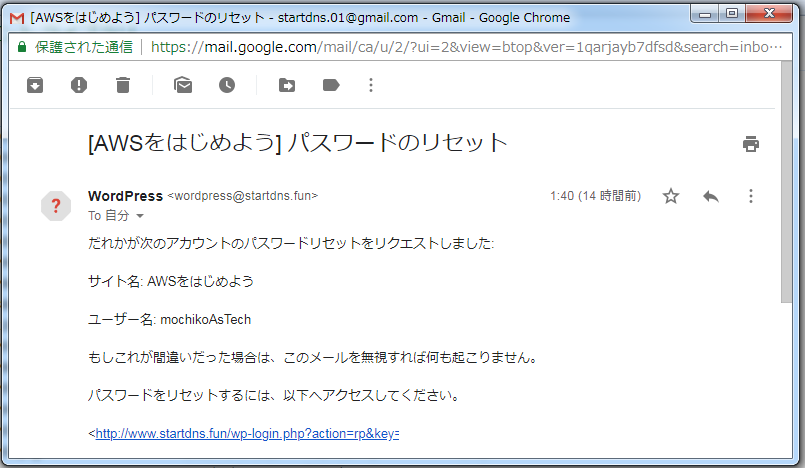 [AWSをはじめよう] パスワードのリセット - startdns.01@gmail.com - Gmail - Google Chrome
保護された通信 | https://mail.google.com/mail/ca/u/2/?ui=2&view=btop&ver=1qarjayb7dfsd&search=inbo…
[AWSをはじめよう] パスワードのリセット
WordPress <wordpress@startdns.fun> 1:40 (14 時間前)
To 自分
だれかが次のアカウントのパスワードリセットをリクエストしました:
サイト名: AWSをはじめよう
ユーザー名: mochikoAsTech
もしこれが間違いだった場合は、このメールを無視すれば何も起こりません。
パスワードをリセットするには、以下へアクセスしてください。
<http://www.startdns.fun/wp-login.php?action=rp&key=